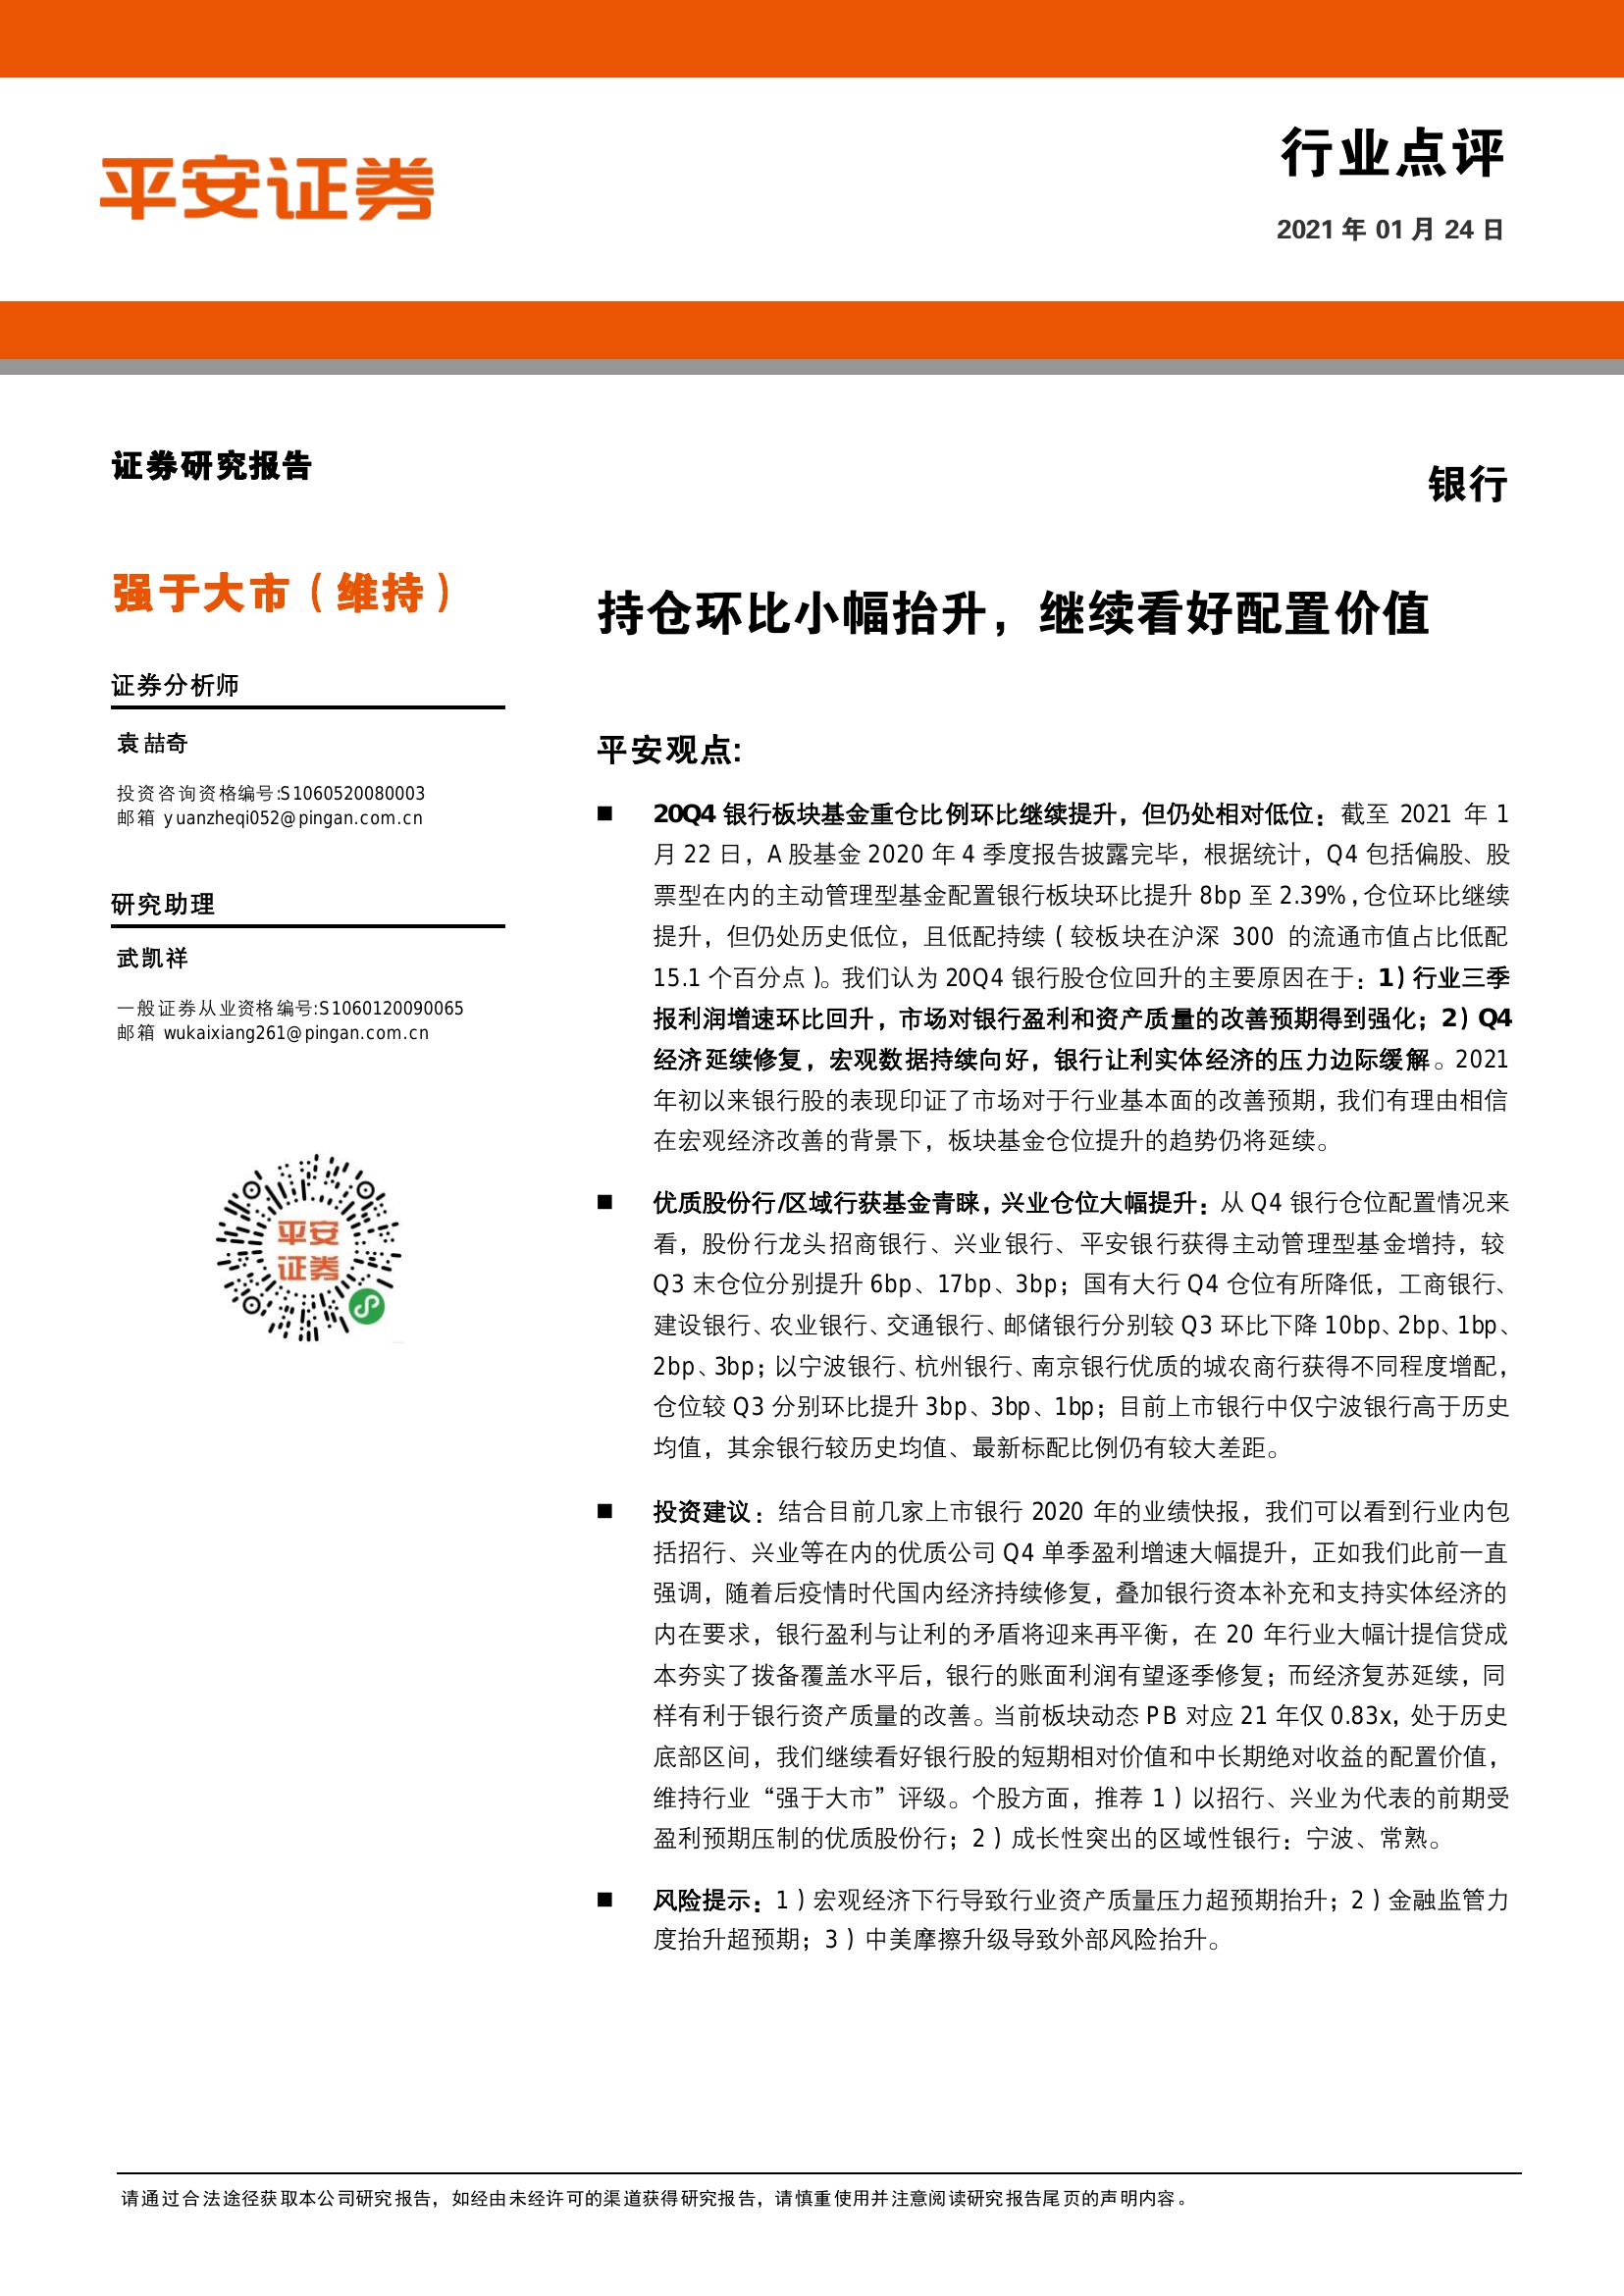 平安证券
行业点评
2021 年 01 月 24 日
证券研究报告
银行
强于大市(维持)
持仓环比小幅抬升，继续看好配置价值
证券分析师
袁喆奇
投资咨询资格编号:S1060520080003
邮箱 yuanzheqi052@pingan.com.cn
研究助理
武凯祥
一般证券从业资格编号:S1060120090065
邮箱 wukaixiang261@pingan.com.cn
平安
证券
平安观点:
■ 20Q4 银行板块基金重仓比例环比继续提升，但仍处相对低位：截至 2021 年 1
月 22 日，A 股基金 2020 年 4 季度报告披露完毕，根据统计，Q4 包括偏股、股
票型在内的主动管理型基金配置银行板块环比提升 8bp 至 2.39%，仓位环比继续
提升，但仍处历史低位，且低配持续（较板块在沪深 300 的流通市值占比低配
15.1 个百分点）。我们认为 20Q4 银行股仓位回升的主要原因在于：1）行业三季
报利润增速环比回升，市场对银行盈利和资产质量的改善预期得到强化；2）Q4
经济延续修复，宏观数据持续向好，银行让利实体经济的压力边际缓解。2021
年初以来银行股的表现印证了市场对于行业基本面的改善预期，我们有理由相信
在宏观经济改善的背景下，板块基金仓位提升的趋势仍将延续。
■ 优质股份行/区域行获基金青睐，兴业仓位大幅提升：从 Q4 银行仓位配置情况来
看，股份行龙头招商银行、兴业银行、平安银行获得主动管理型基金增持，较
Q3 末仓位分别提升 6bp、17bp、3bp；国有大行 Q4 仓位有所降低，工商银行、
建设银行、农业银行、交通银行、邮储银行分别较 Q3 环比下降 10bp、2bp、1bp、
2bp、3bp；以宁波银行、杭州银行、南京银行优质的城农商行获得不同程度增配，
仓位较 Q3 分别环比提升 3bp、3bp、1bp；目前上市银行中仅宁波银行高于历史
均值，其余银行较历史均值、最新标配比例仍有较大差距。
■ 投资建议：结合目前几家上市银行 2020 年的业绩快报，我们可以看到行业内包
括招行、兴业等在内的优质公司 Q4 单季盈利增速大幅提升，正如我们此前一直
强调，随着后疫情时代国内经济持续修复，叠加银行资本补充和支持实体经济的
内在要求，银行盈利与让利的矛盾将迎来再平衡，在 20 年行业大幅计提信贷成
本夯实了拨备覆盖水平后，银行的账面利润有望逐季修复；而经济复苏延续，同
样有利于银行资产质量的改善。当前板块动态 PB 对应 21 年仅 0.83x，处于历史
底部区间，我们继续看好银行股的短期相对价值和中长期绝对收益的配置价值，
维持行业“强于大市”评级。个股方面，推荐 1）以招行、兴业为代表的前期受
盈利预期压制的优质股份行；2）成长性突出的区域性银行：宁波、常熟。
■ 风险提示：1）宏观经济下行导致行业资产质量压力超预期抬升；2）金融监管力
度抬升超预期；3）中美摩擦升级导致外部风险抬升。
请通过合法途径获取本公司研究报告，如经由未经许可的渠道获得研究报告，请慎重使用并注意阅读研究报告尾页的声明内容。